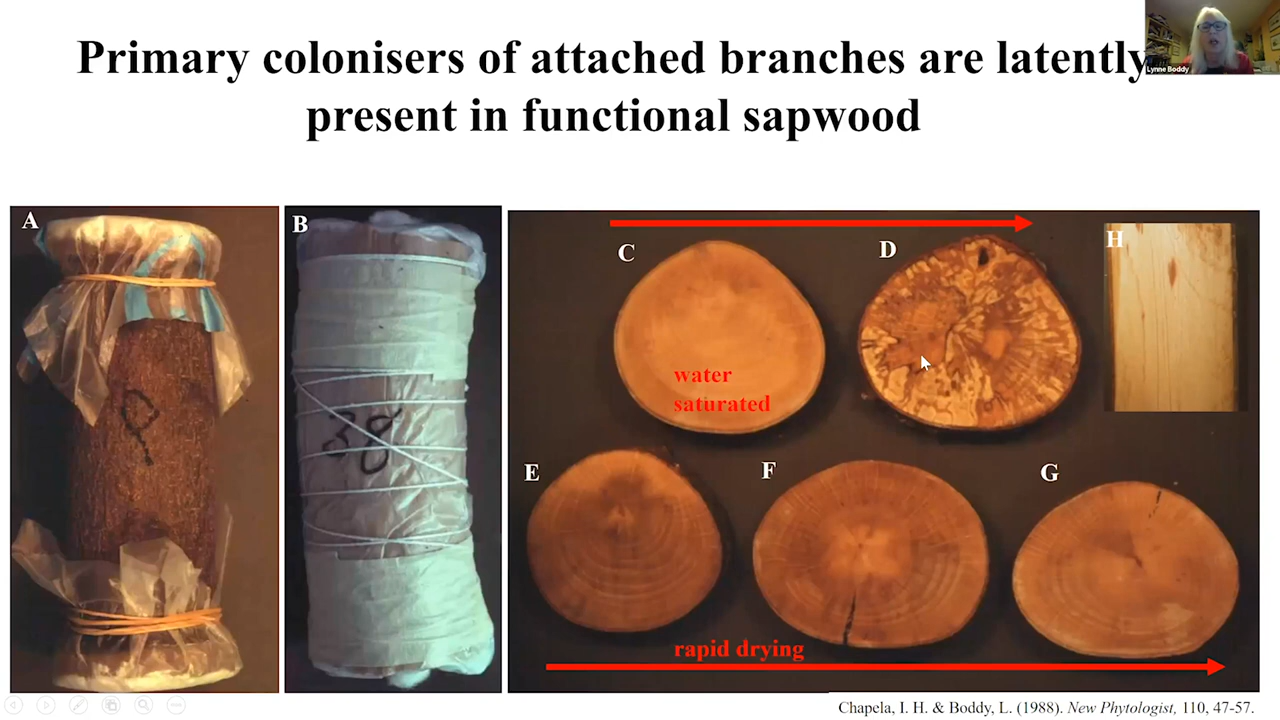 Primary colonisers of attached branches are latently
present in functional sapwood
Lynne Boddy
A
B
C
D
H
water
saturated
E
F
G
rapid drying
38
Chapela, I. H. & Boddy, L. (1988). New Phytologist, 110, 47-57.